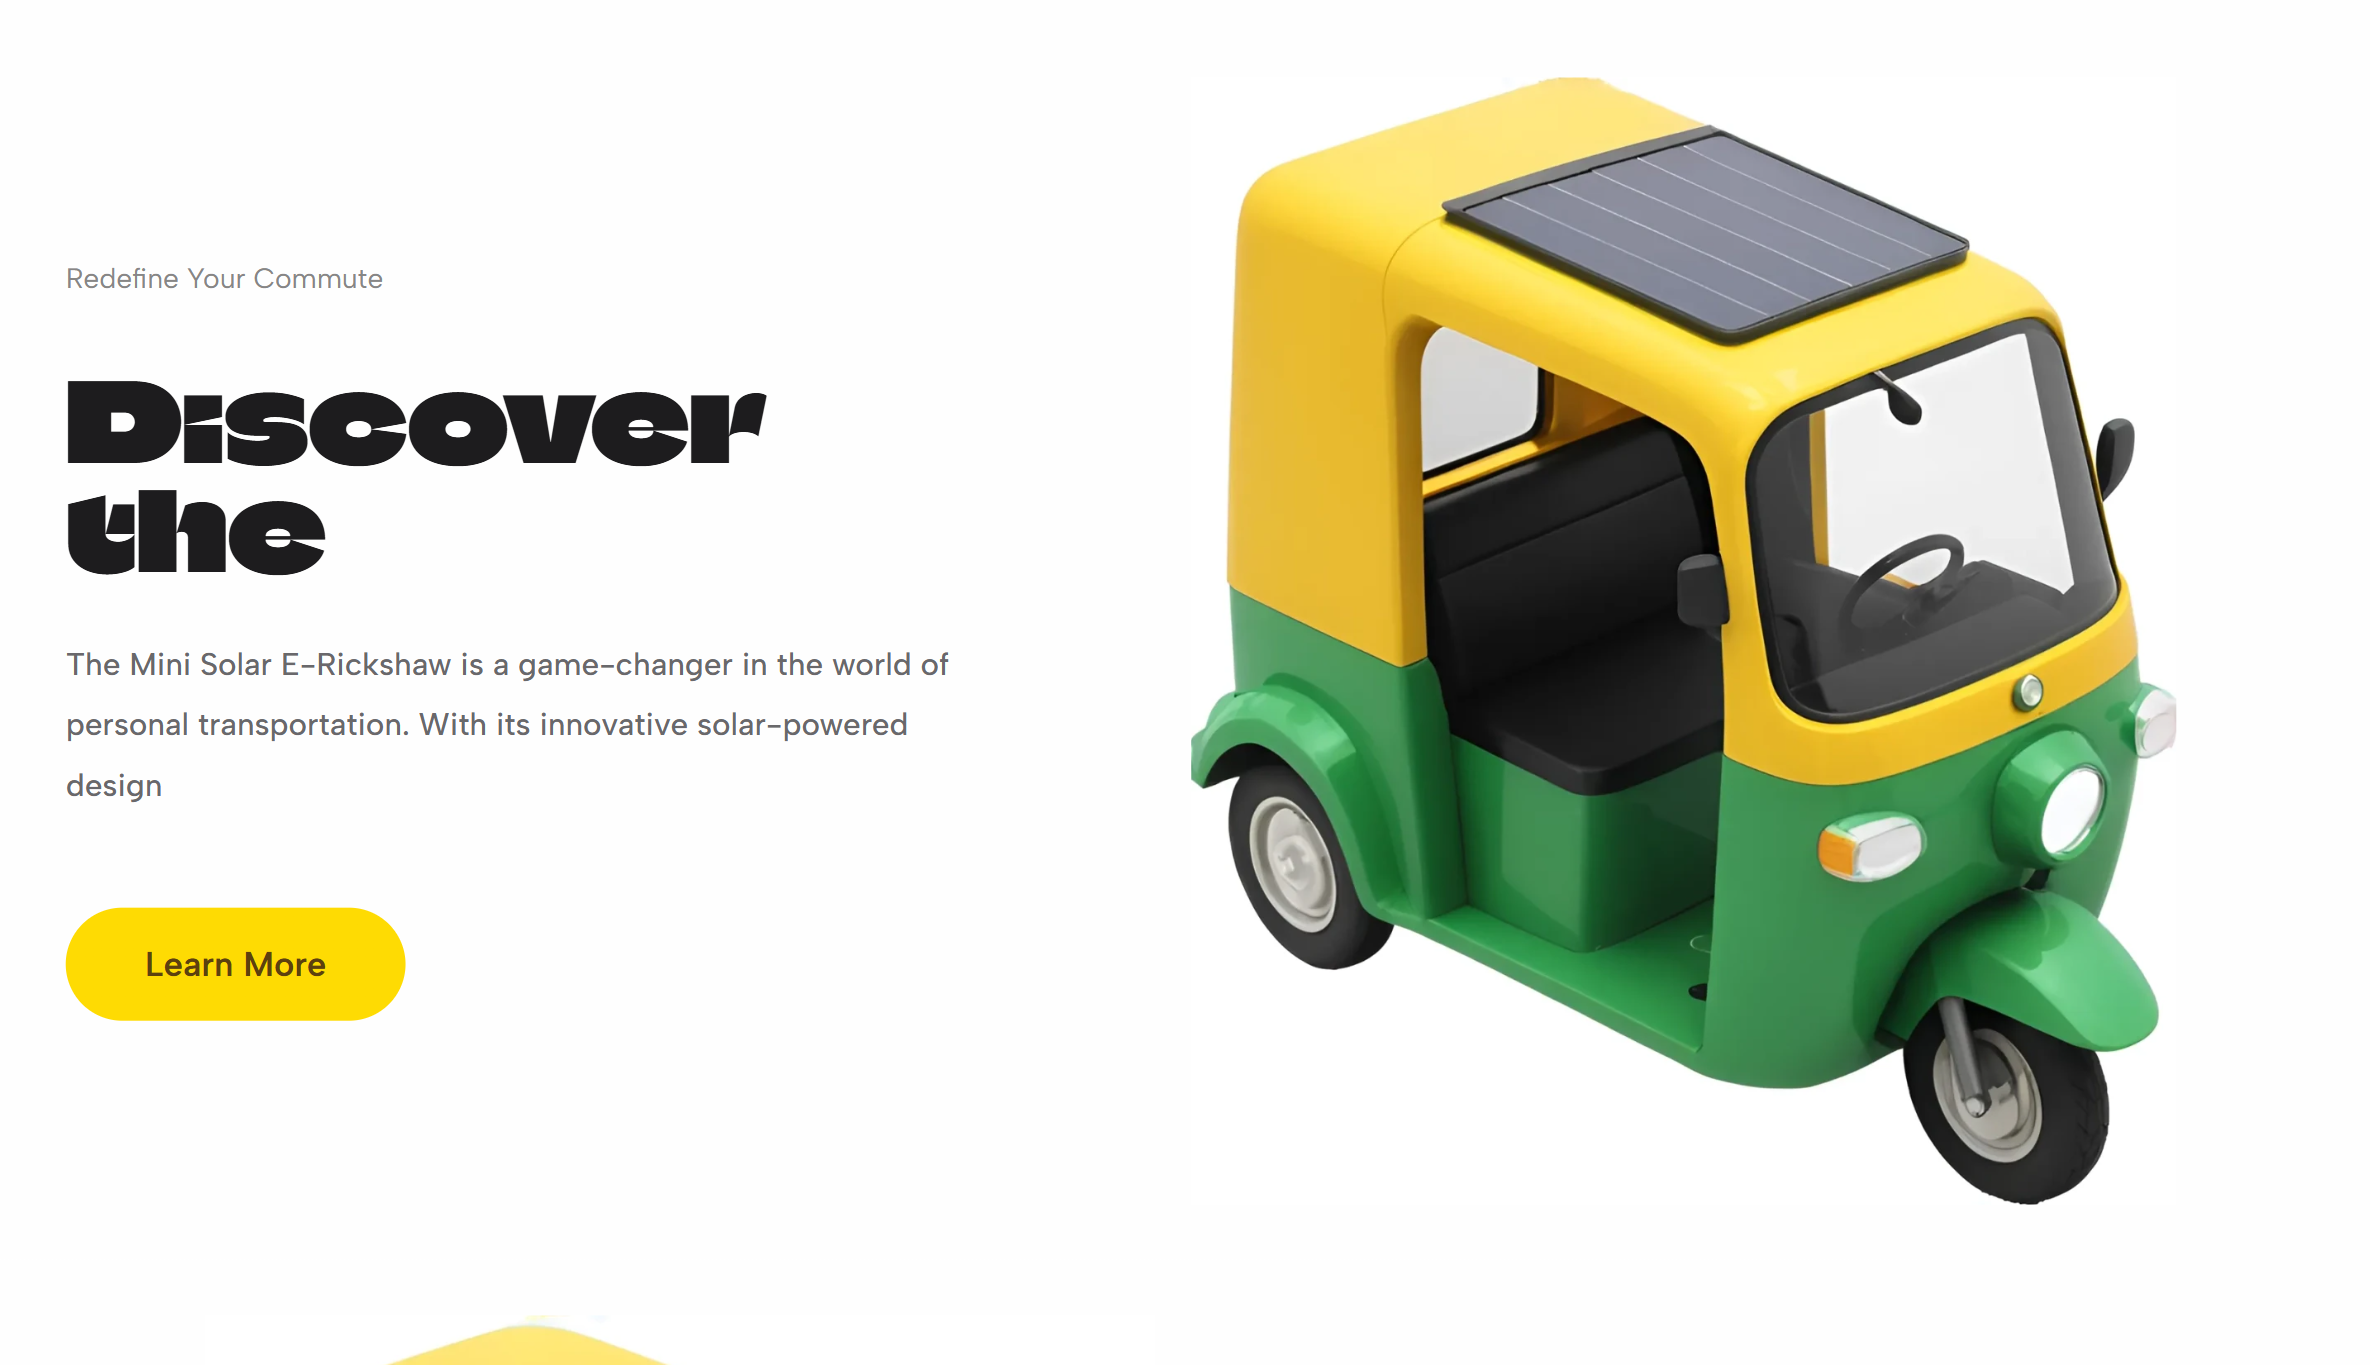 Redefine Your Commute
Discover
the
The Mini Solar E-Rickshaw is a game-changer in the world of
personal transportation. With its innovative solar-powered
design
Learn More